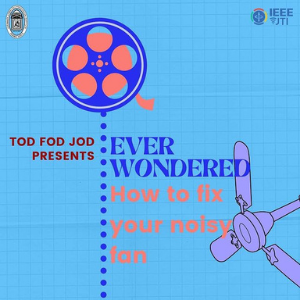 IEEE
VJTI
TOD FOD JOD
PRESENTS
EVER
WONDERED
How to fix
your noisy
fan